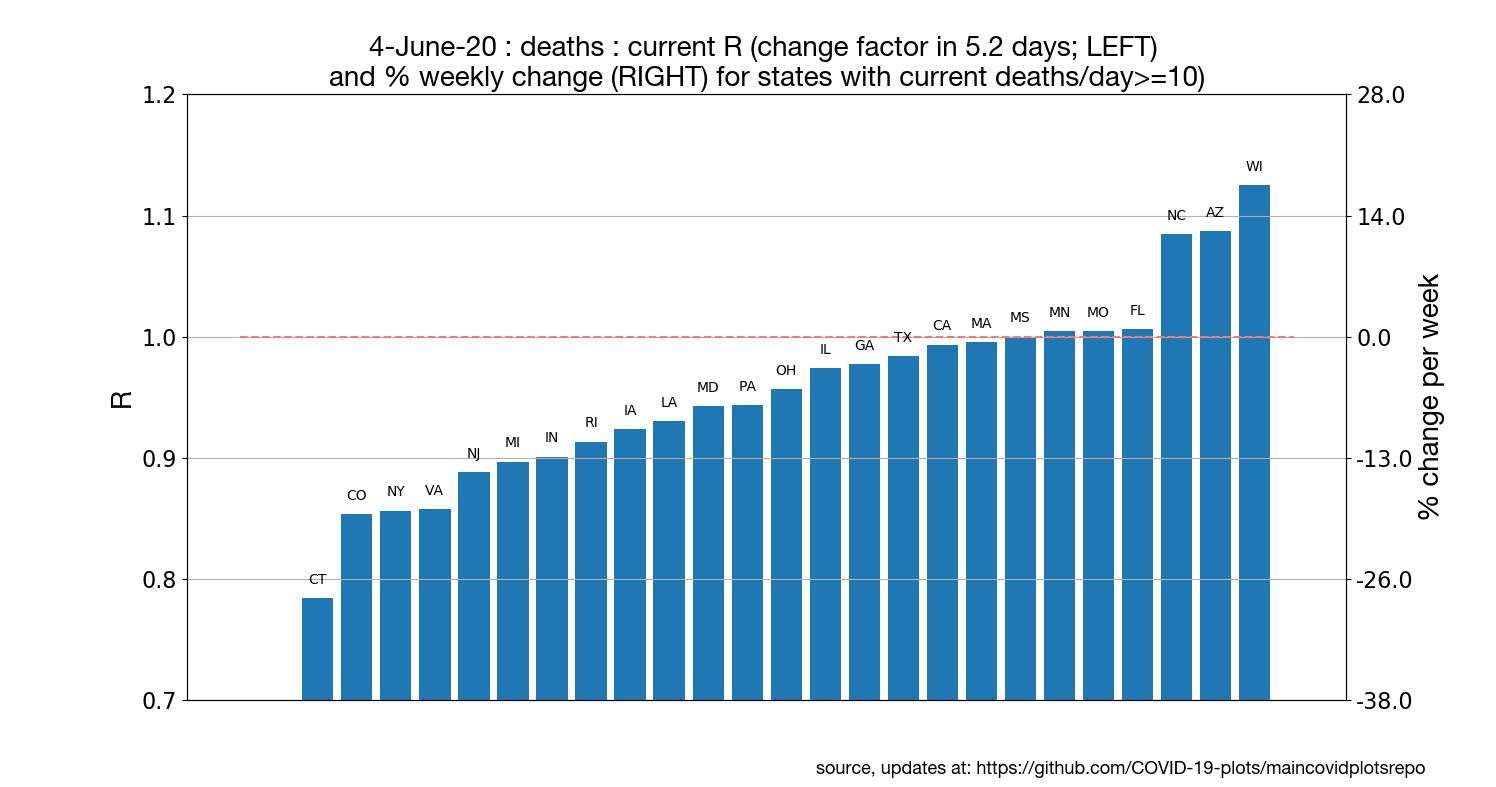 4-June-20 : deaths : current R (change factor in 5.2 days; LEFT)
and % weekly change (RIGHT) for states with current deaths/day>=10)
1.2
1.1
1.0
0.9
0.8
0.7
R
CT
CO
NY
VA
NJ
MI
IN
RI
IA
LA
MD
PA
OH
IL
GA
TX
CA
MA
MS
MN
MO
FL
NC
AZ
WI
28.0
14.0
0.0
-13.0
-26.0
-38.0
% change per week
source, updates at: https://github.com/COVID-19-plots/maincovidplotsrepo